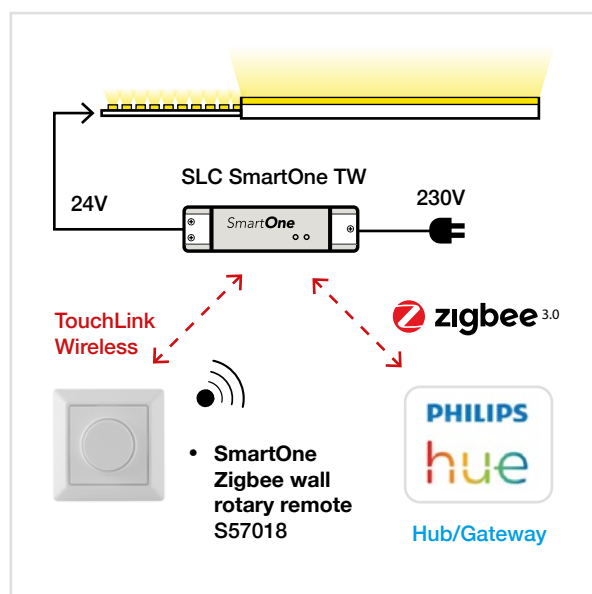 SLC SmartOne TW
24V
230V
SmartOne
TouchLink
Wireless
zigbee 3.0
• SmartOne
Zigbee wall
rotary remote
S57018
PHILIPS
hue
Hub/Gateway